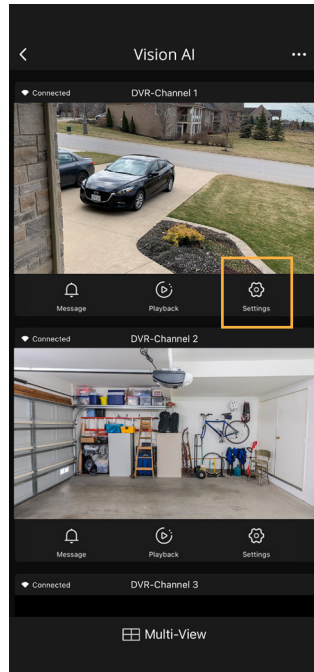 Vision AI
Connected DVR-Channel 1
Message Playback Settings
Connected DVR-Channel 2
Message Playback Settings
Connected DVR-Channel 3
Multi-View